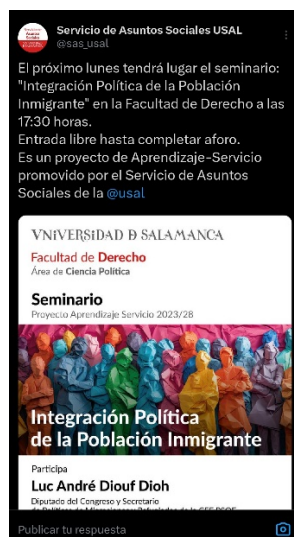 Servicio de Asuntos Sociales USAL
@sas_usal
El próximo lunes tendrá lugar el seminario:
"Integración Política de la Población
Inmigrante" en la Facultad de Derecho a las
17:30 horas.
Entrada libre hasta completar aforo.
Es un proyecto de Aprendizaje-Servicio
promovido por el Servicio de Asuntos
Sociales de la @usal
VNiVERSiDAD Ð SALAMANCA
Facultad de Derecho
Área de Ciencia Política
Seminario
Proyecto Aprendizaje Servicio 2023/28
Integración Política
de la Población Inmigrante
Participa
Luc André Diouf Dioh
Diputado del Congreso y Secretario
Publicar tu respuesta